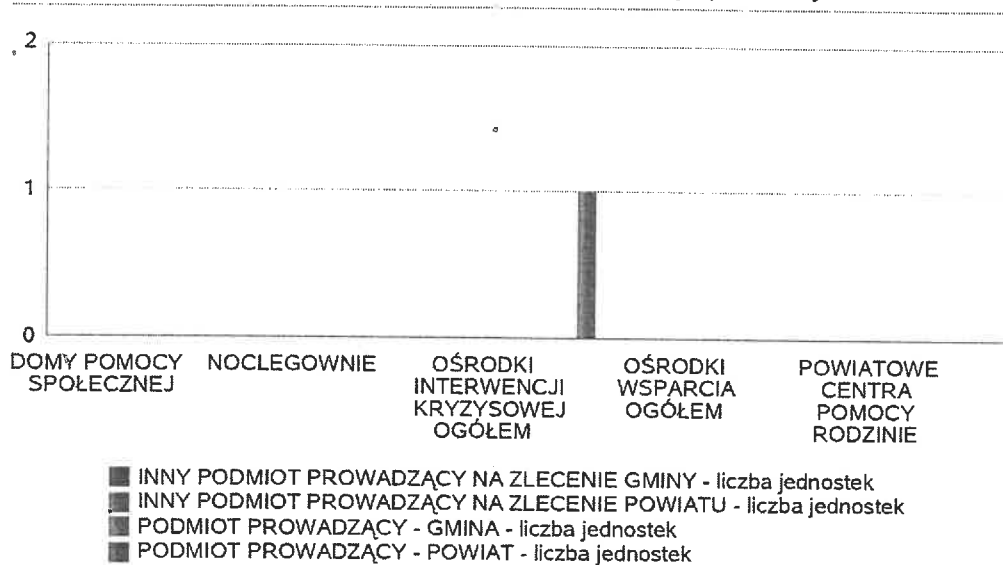 2
1
0
DOMY POMOCY SPOŁECZNEJ
NOCLEGOWNIE
OŚRODKI INTERWENCJI KRYZYSOWEJ OGÓŁEM
OŚRODKI WSPARCIA OGÓŁEM
POWIATOWE CENTRA POMOCY RODZINIE
INNY PODMIOT PROWADZĄCY NA ZLECENIE GMINY - liczba jednostek
INNY PODMIOT PROWADZĄCY NA ZLECENIE POWIATU - liczba jednostek
PODMIOT PROWADZĄCY - GMINA - liczba jednostek
PODMIOT PROWADZĄCY - POWIAT - liczba jednostek